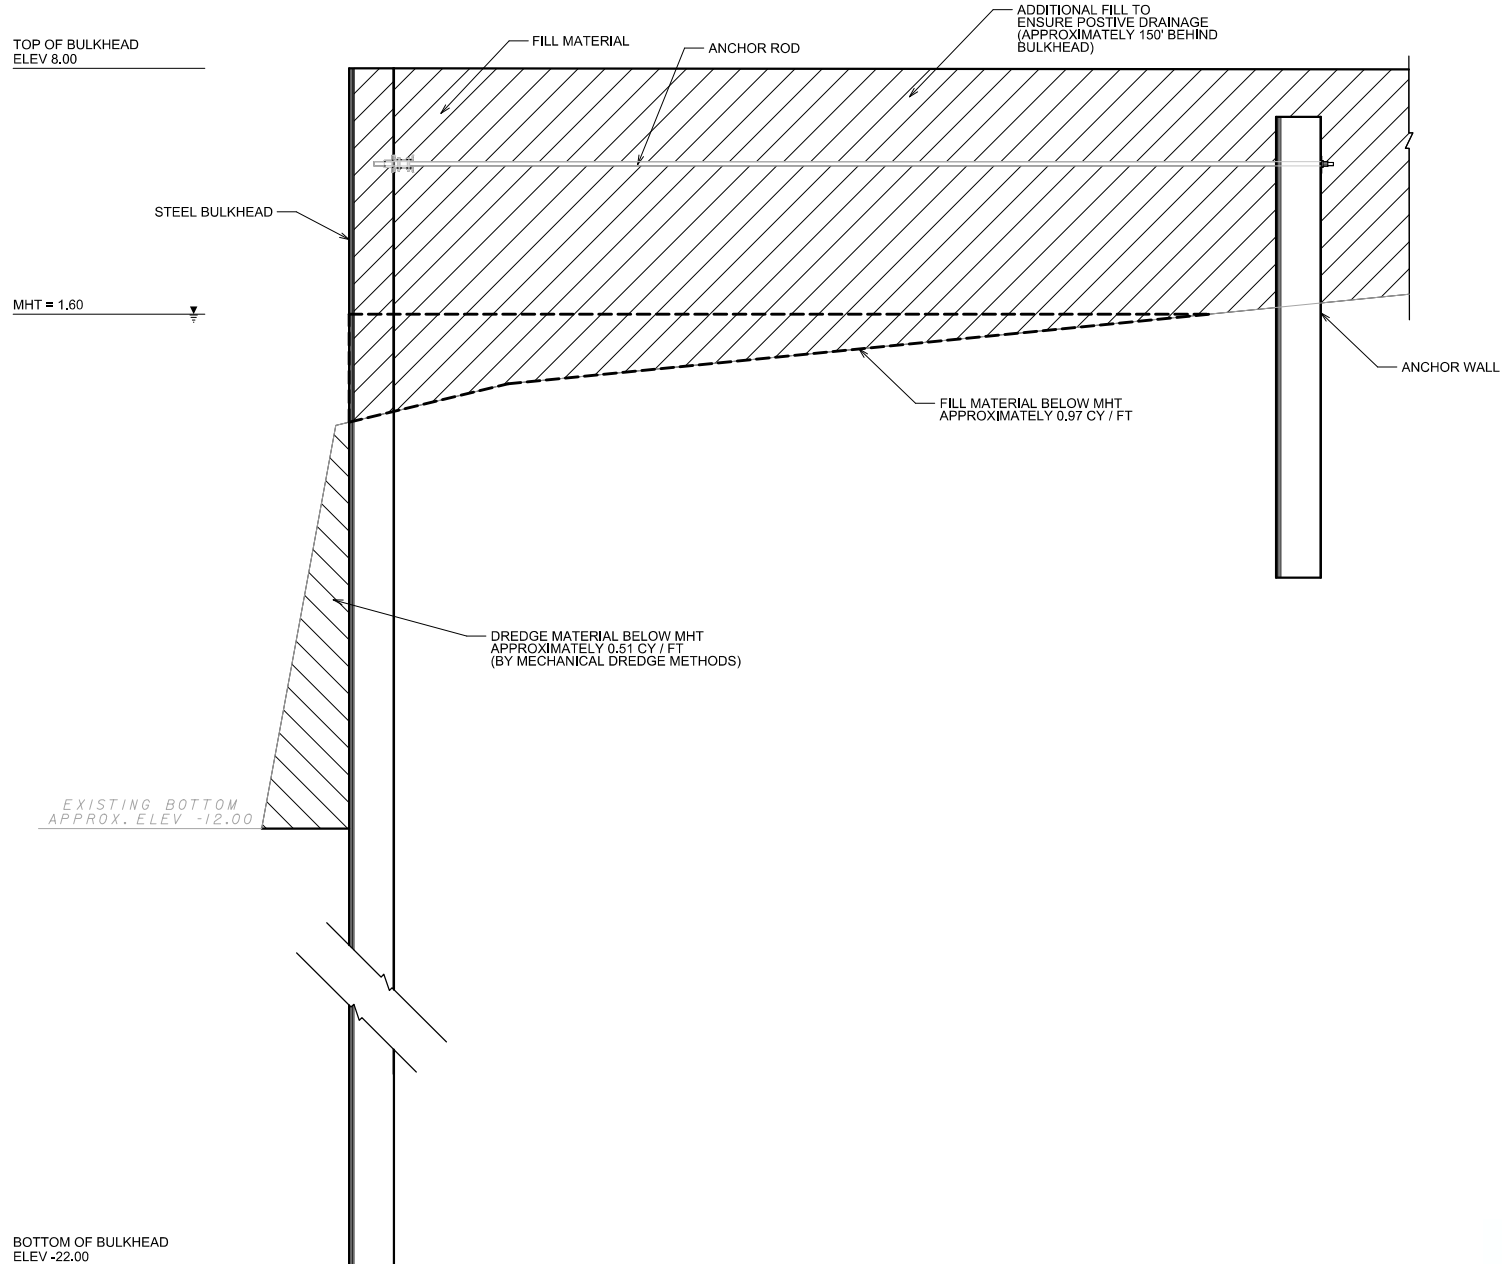 ADDITIONAL FILL TO
ENSURE POSTIVE DRAINAGE
(APPROXIMATELY 150' BEHIND
BULKHEAD)
TOP OF BULKHEAD
ELEV 8.00
FILL MATERIAL
ANCHOR ROD
STEEL BULKHEAD
MHT = 1.60
ANCHOR WALL
FILL MATERIAL BELOW MHT
APPROXIMATELY 0.97 CY / FT
DREDGE MATERIAL BELOW MHT
APPROXIMATELY 0.51 CY / FT
(BY MECHANICAL DREDGE METHODS)
EXISTING BOTTOM
APPROX. ELEV -12.00
BOTTOM OF BULKHEAD
ELEV -22.00